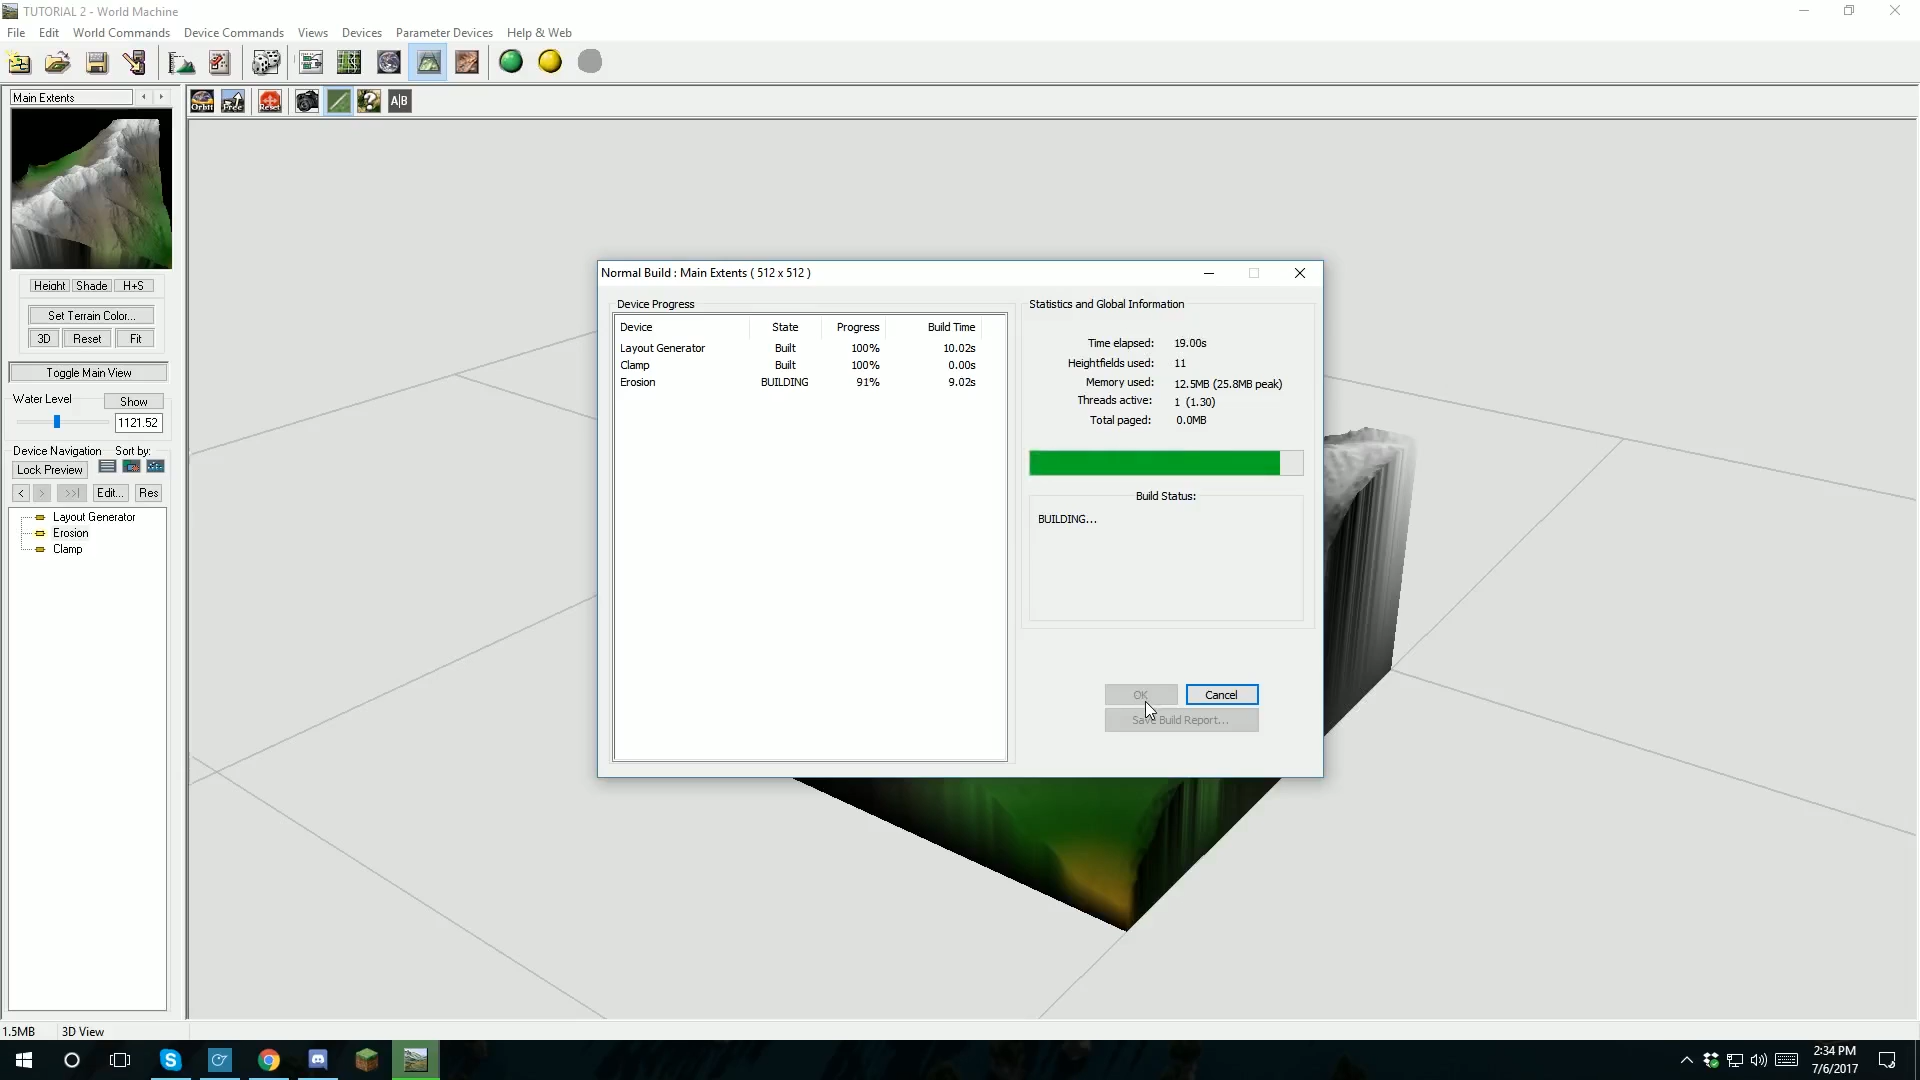 TUTORIAL 2 - World Machine
File Edit World Commands Device Commands Views Devices Parameter Devices Help & Web
Main Extents
Orbit Free Reset A|B
Height Shade H+S
Set Terrain Color...
3D Reset Fit
Toggle Main View
Water Level Show
1121.52
Device Navigation Sort by:
Lock Preview
< > >>| Edit... Res
Layout Generator
Erosion
Clamp
Normal Build : Main Extents ( 512 x 512 )
Device Progress
Device State Progress Build Time
Layout Generator Built 100% 10.02s
Clamp Built 100% 0.00s
Erosion BUILDING 91% 9.02s
Statistics and Global Information
Time elapsed: 19.00s
Heightfields used: 11
Memory used: 12.5MB (25.8MB peak)
Threads active: 1 (1.30)
Total paged: 0.0MB
Build Status:
BUILDING...
OK Cancel
Save Build Report...
1.5MB 3D View
2:34 PM
7/6/2017